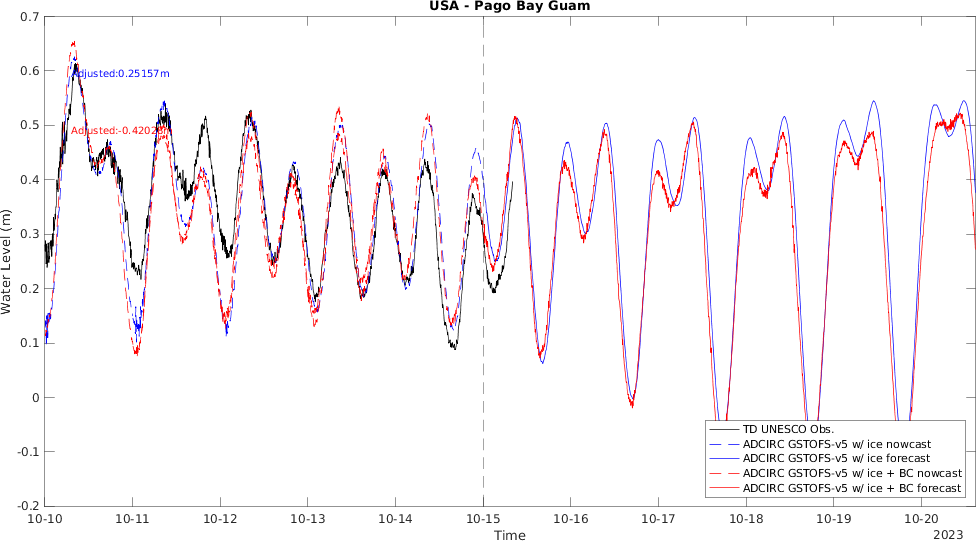 USA - Pago Bay Guam
0.7
0.6
0.5
0.4
0.3
0.2
0.1
0
-0.1
-0.2
Water Level (m)
Adjusted:0.25157m
TD UNESCO Obs.
ADCIRC GSTOFS-v5 w/ ice nowcast
ADCIRC GSTOFS-v5 w/ ice forecast
ADCIRC GSTOFS-v5 w/ ice + BC nowcast
ADCIRC GSTOFS-v5 w/ ice + BC forecast
10-10 10-11 10-12 10-13 10-14 10-15 10-16 10-17 10-18 10-19 10-20
Time
2023